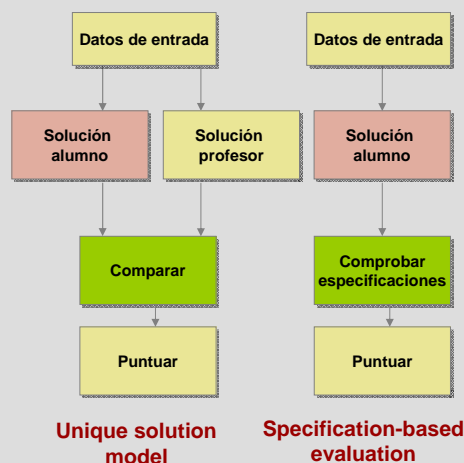 Datos de entrada
Solución
alumno
Solución
profesor
Comparar
Puntuar
Unique solution
model
Datos de entrada
Solución
alumno
Comprobar
especificaciones
Puntuar
Specification-based
evaluation